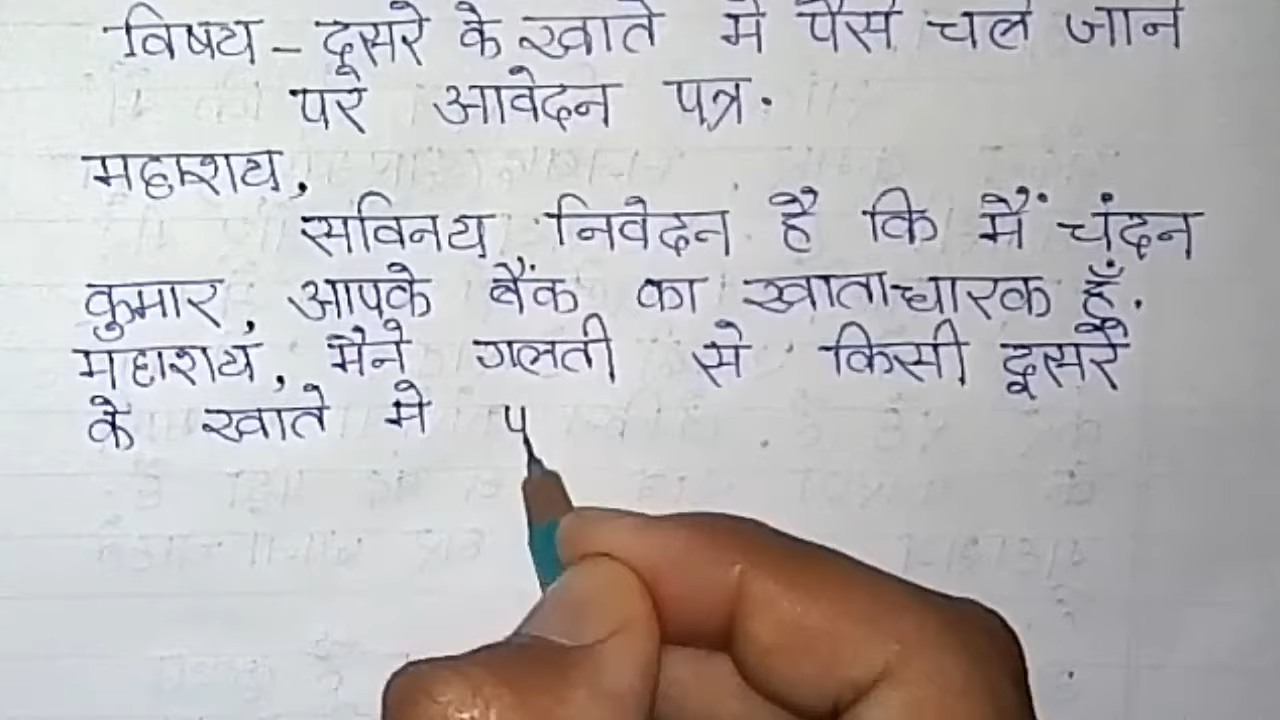 विषय - दूसरे के खाते में पैसे चले जाने
पर आवेदन पत्र.
महाशय,
सविनय निवेदन है कि मैं चंदन
कुमार, आपके बैंक का खाताधारक हूँ.
महाशय, मैने गलती से किसी दूसरे
के खाते मे प